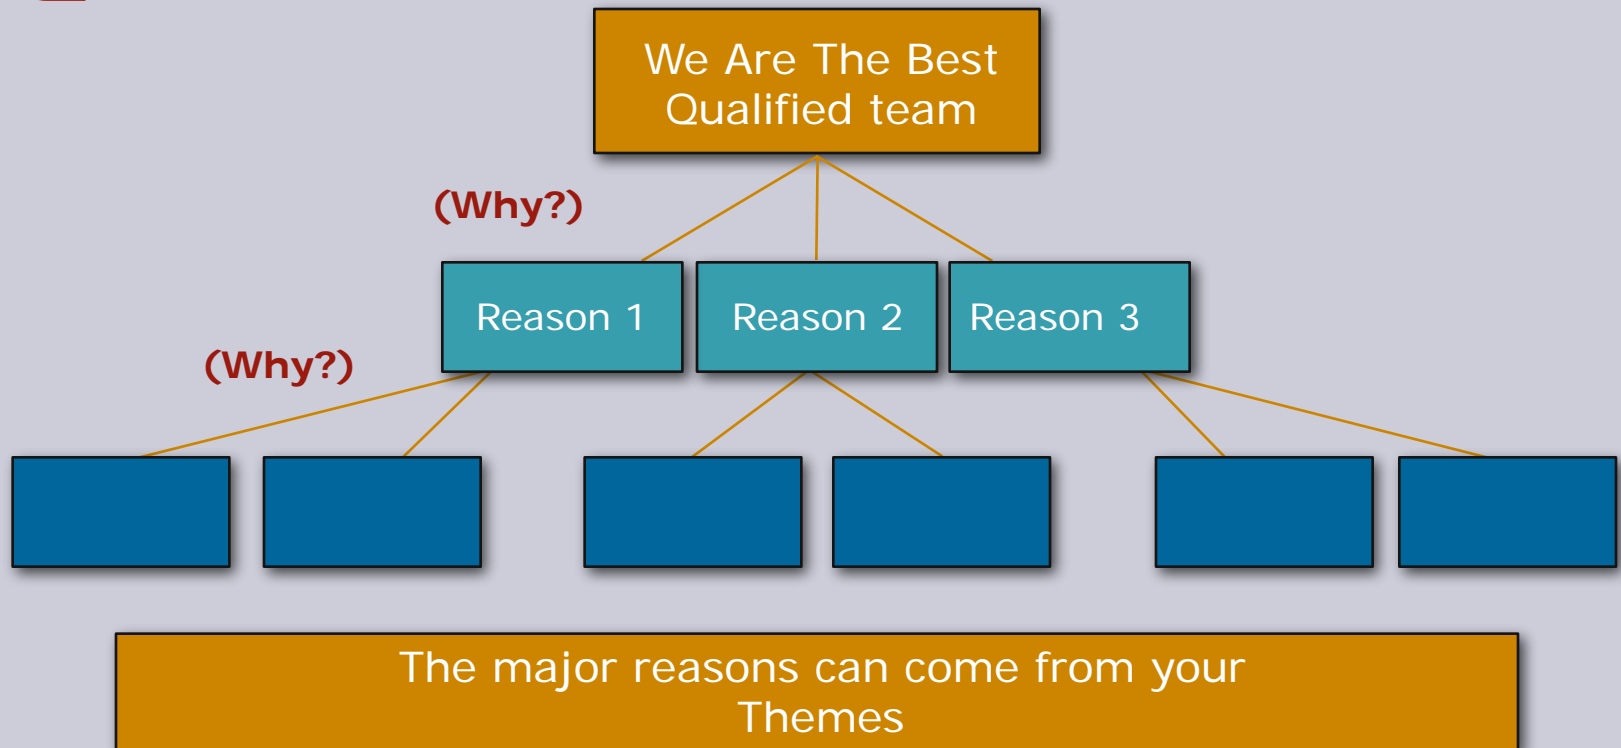 We Are The Best
Qualified team
(Why?)
Reason 1
Reason 2
Reason 3
(Why?)
The major reasons can come from your
Themes